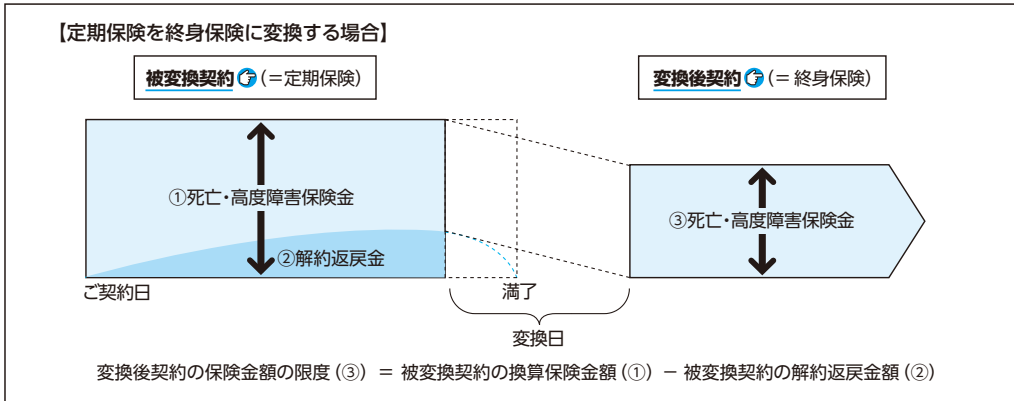 【定期保険を終身保険に変換する場合】
被変換契約 (=定期保険)
変換後契約 (=終身保険)
①死亡・高度障害保険金
②解約返戻金
③死亡・高度障害保険金
ご契約日
満了
変換日
変換後契約の保険金額の限度(③) = 被変換契約の換算保険金額(①) − 被変換契約の解約返戻金額(②)